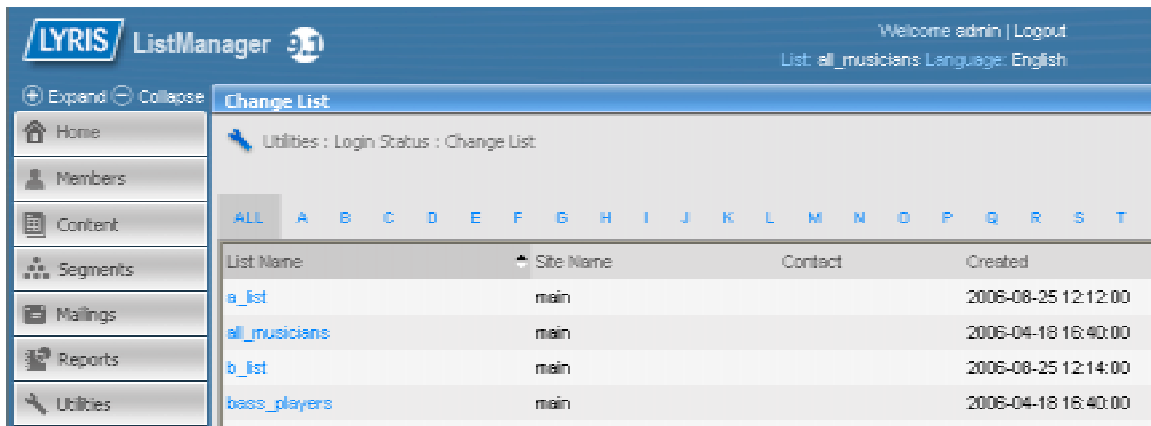 LYRIS ListManager 9.1
Welcome admin | Logout
List: all_musicians Language: English
Expand Collapse
Change List
Home
Utilities : Login Status : Change List
Members
Content
ALL A B C D E F G H I J K L M N O P Q R S T
Segments
List Name Site Name Contact Created
a_list main 2006-08-25 12:12:00
Mailings
all_musicians main 2006-04-18 16:40:00
Reports
b_list main 2006-08-25 12:14:00
Utilities
bass_players main 2006-04-18 16:40:00